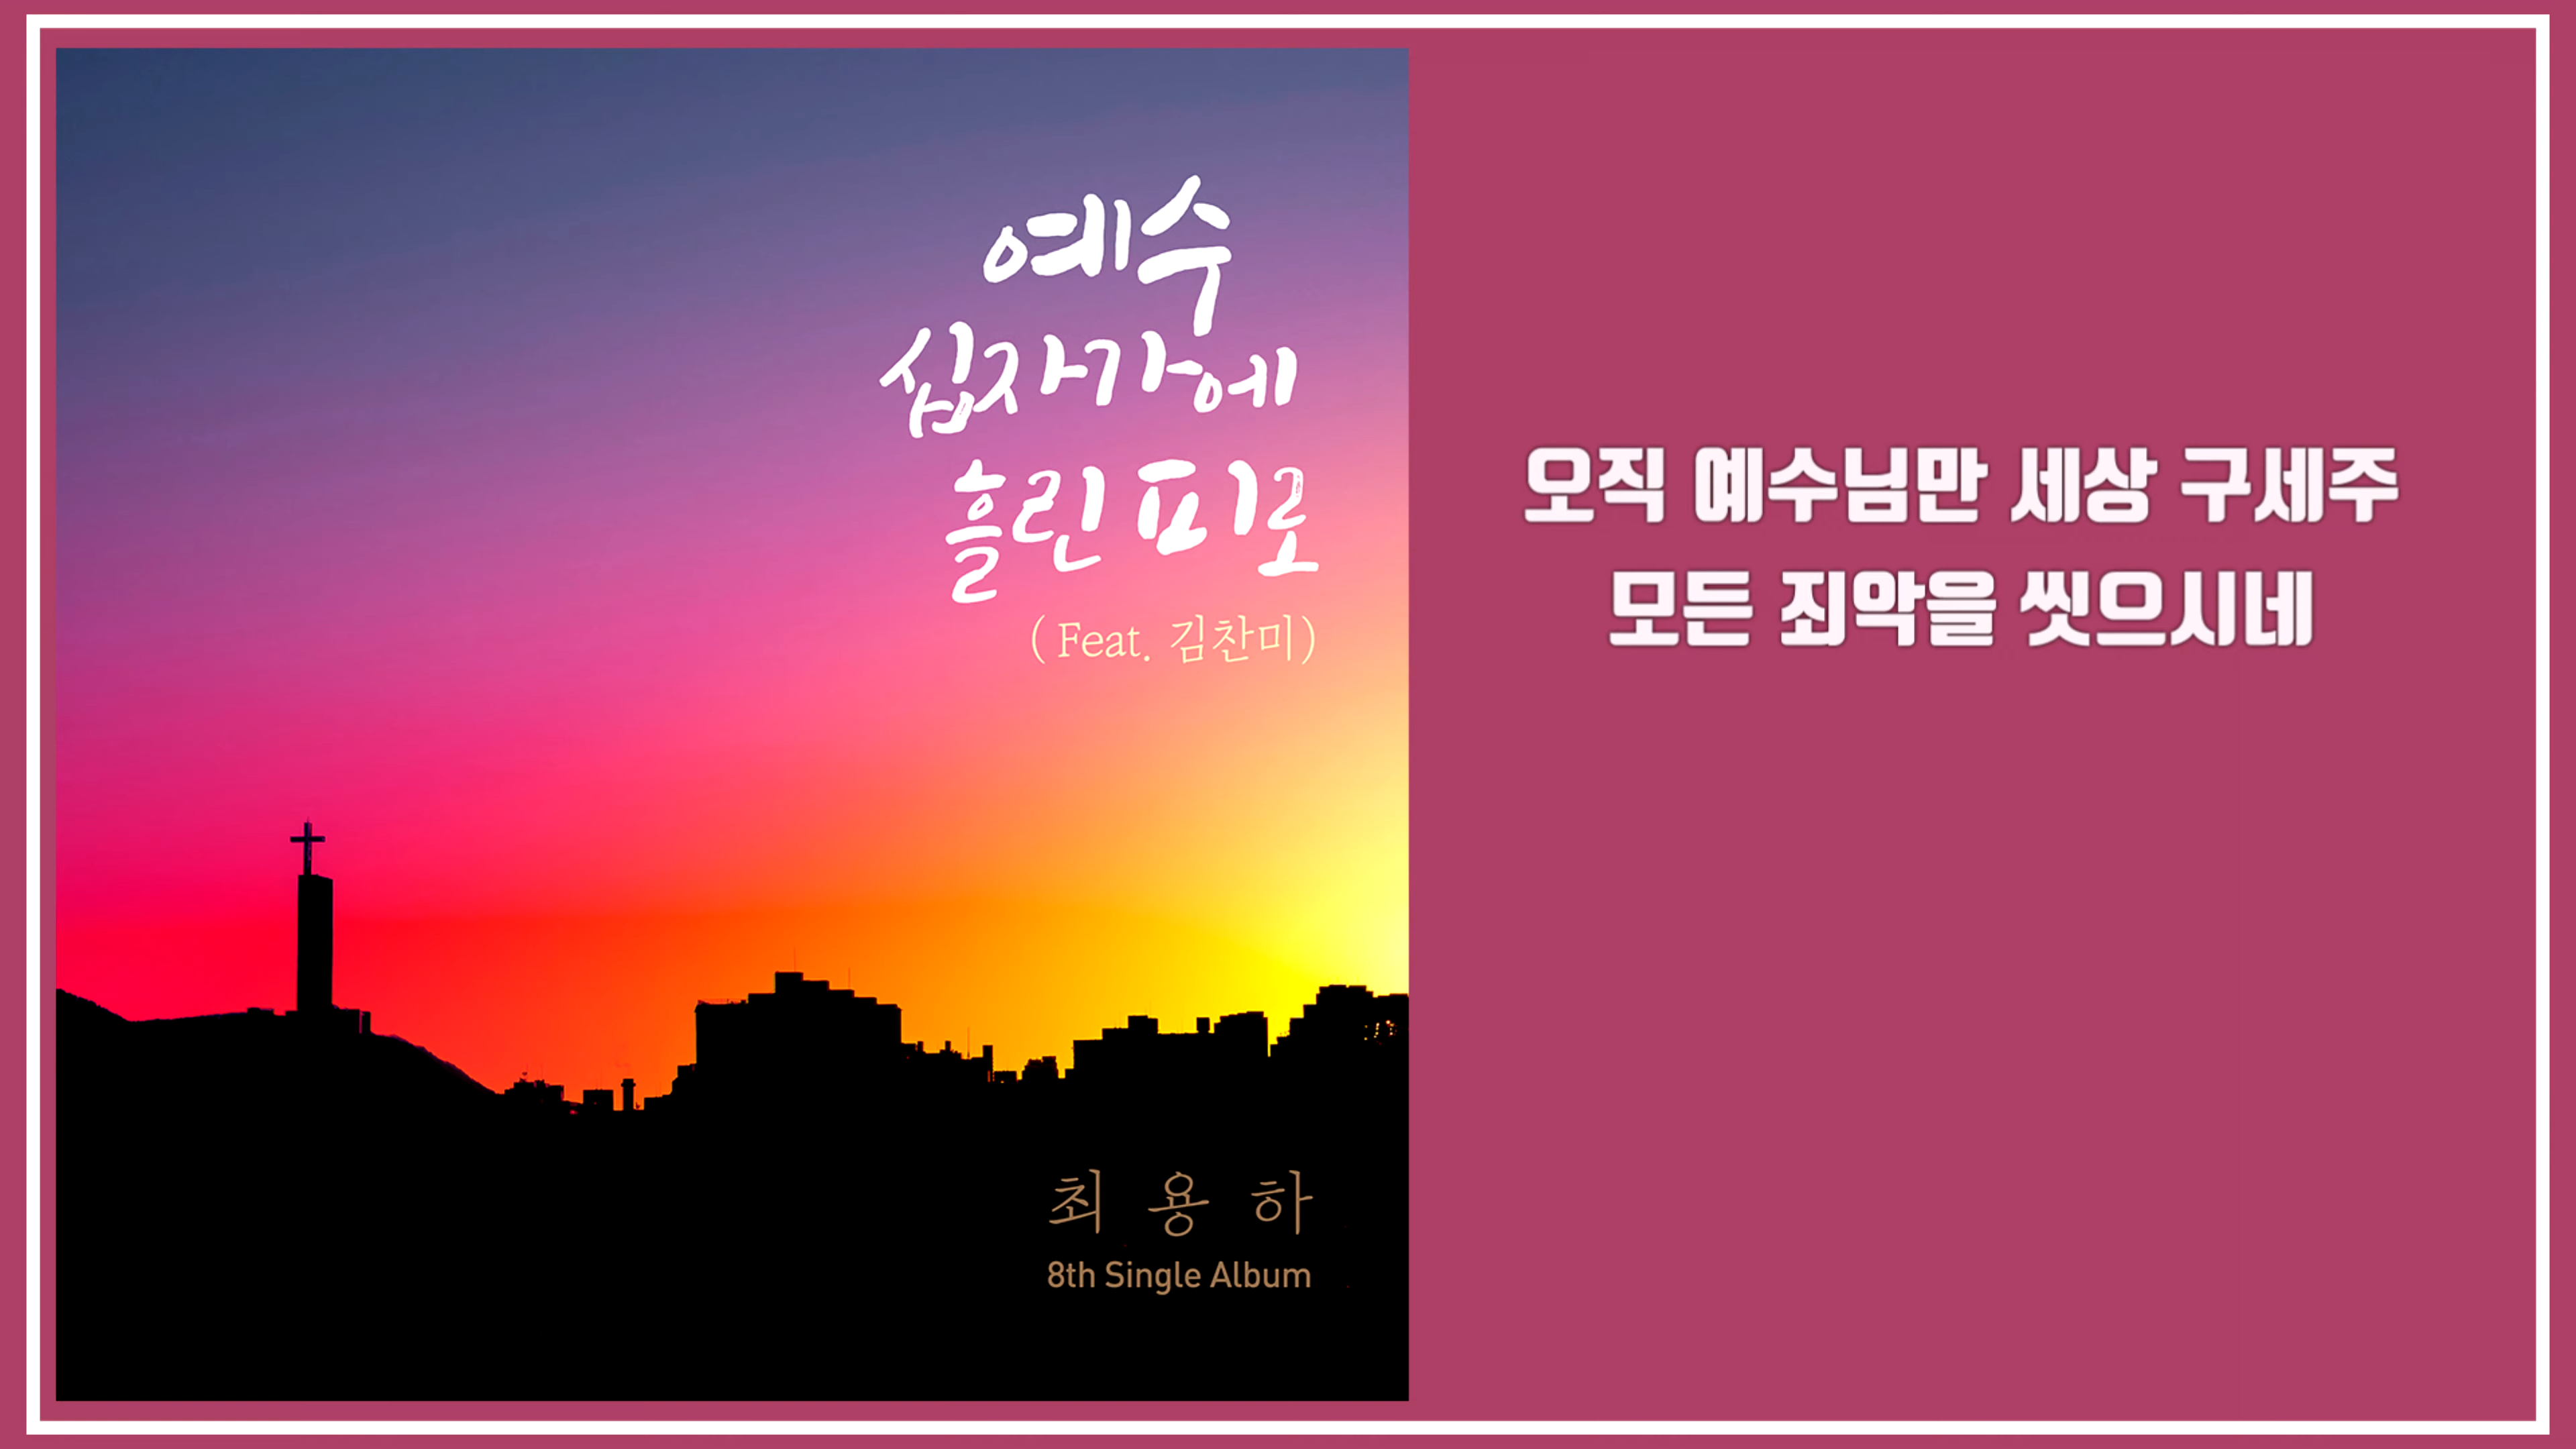 예수
십자가에
흘린 피로
( Feat. 김찬미)
최 용 하
8th Single Album
오직 예수님만 세상 구세주
모든 죄악을 씻으시네